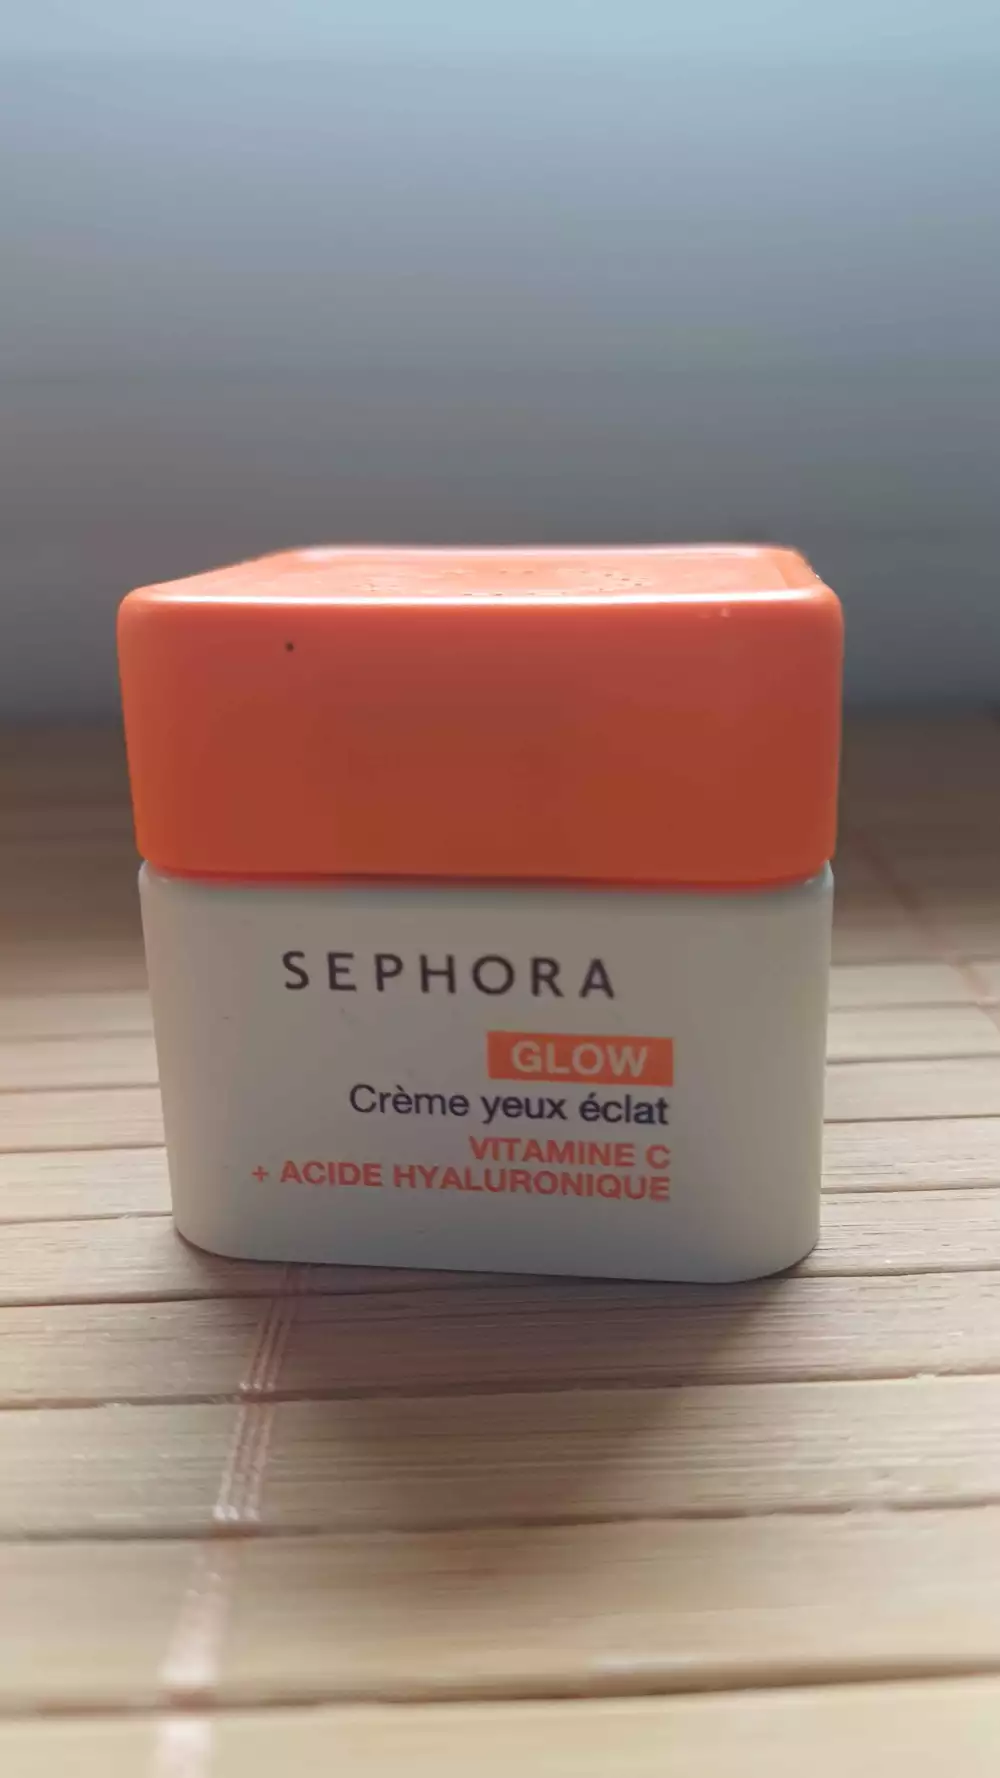 SEPHORA
GLOW
Crème yeux éclat
VITAMINE C
+ ACIDE HYALURONIQUE